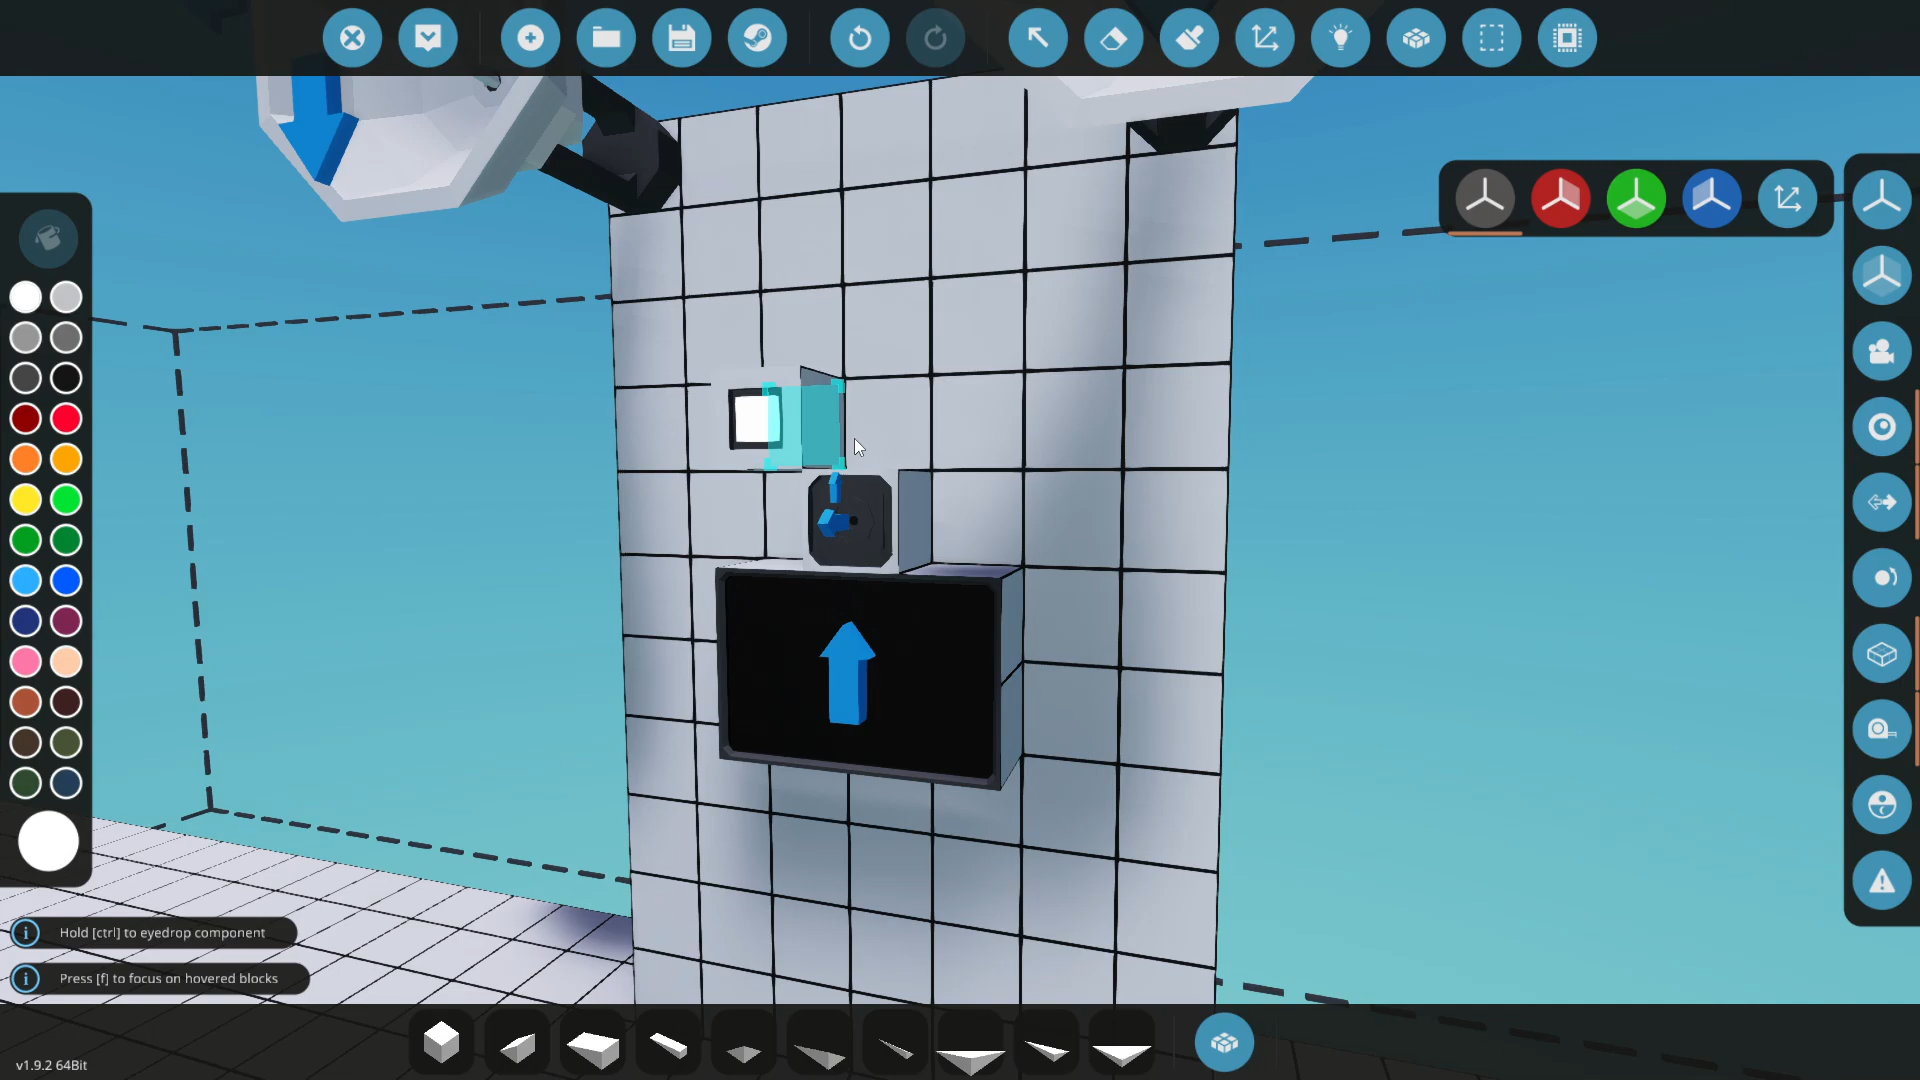 Hold [ctrl] to eyedrop component
Press [f] to focus on hovered blocks
v1.9.2 64Bit